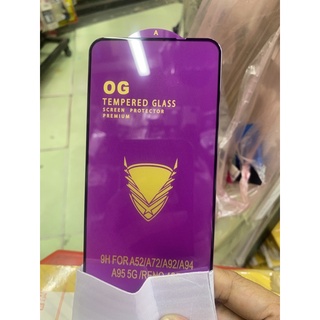 A
OG
TEMPERED GLASS
SCREEN PROTECTOR
PREMIUM
9H FOR A52/A72/A92/A94
A95 5G